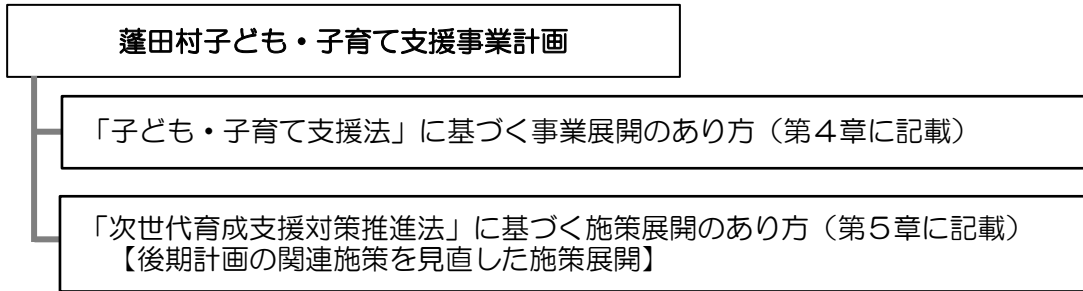 蓬田村子ども・子育て支援事業計画
「子ども・子育て支援法」に基づく事業展開のあり方（第４章に記載）
「次世代育成支援対策推進法」に基づく施策展開のあり方（第５章に記載）
【後期計画の関連施策を見直した施策展開】